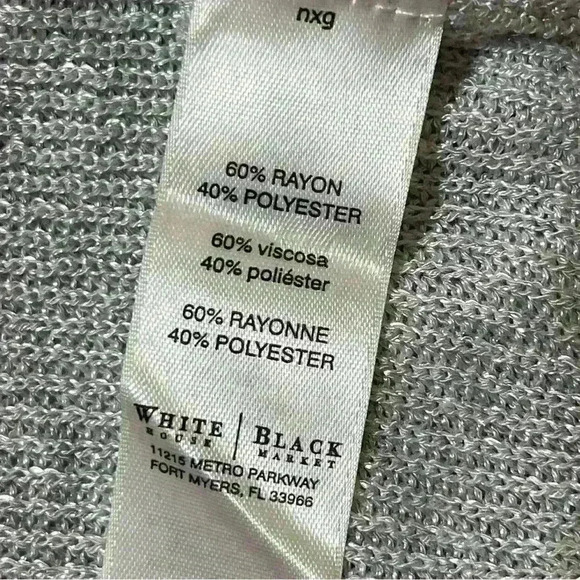 nxg
60% RAYON
40% POLYESTER
60% viscosa
40% poliéster
60% RAYONNE
40% POLYESTER
WHITE | BLACK
HOUSE MARKET
11215 METRO PARKWAY
FORT MYERS, FL 33966